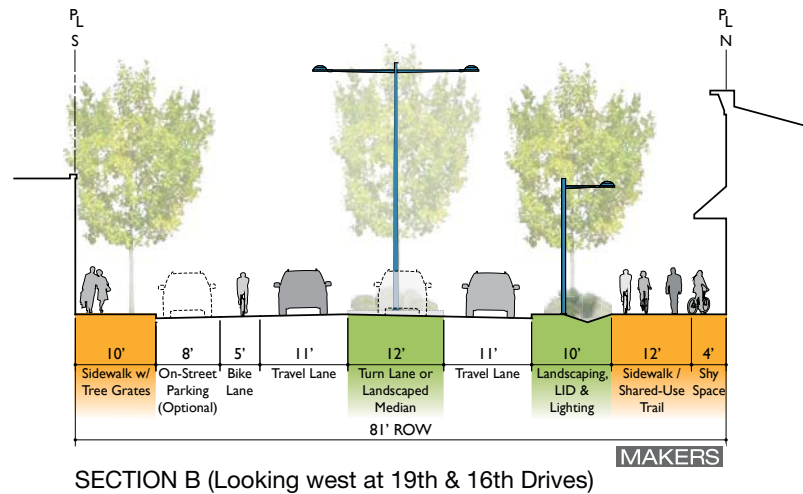 PL
S
PL
N
10'
8'
5'
11'
12'
11'
10'
12'
4'
Sidewalk w/
Tree Grates
On-Street
Parking
(Optional)
Bike
Lane
Travel Lane
Turn Lane or
Landscaped
Median
Travel Lane
Landscaping,
LID &
Lighting
Sidewalk /
Shared-Use
Trail
Shy
Space
81' ROW
MAKERS
SECTION B (Looking west at 19th & 16th Drives)